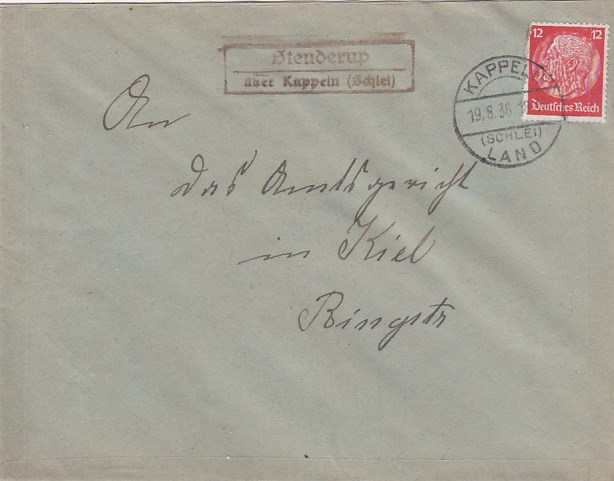 Stenderup
über Kappeln (Schlei)
12 12
Deutsches Reich
KAPPELN
19.8.36
(SCHLEI)
LAND
An
das Amtsgericht
in Kiel
Ringstr